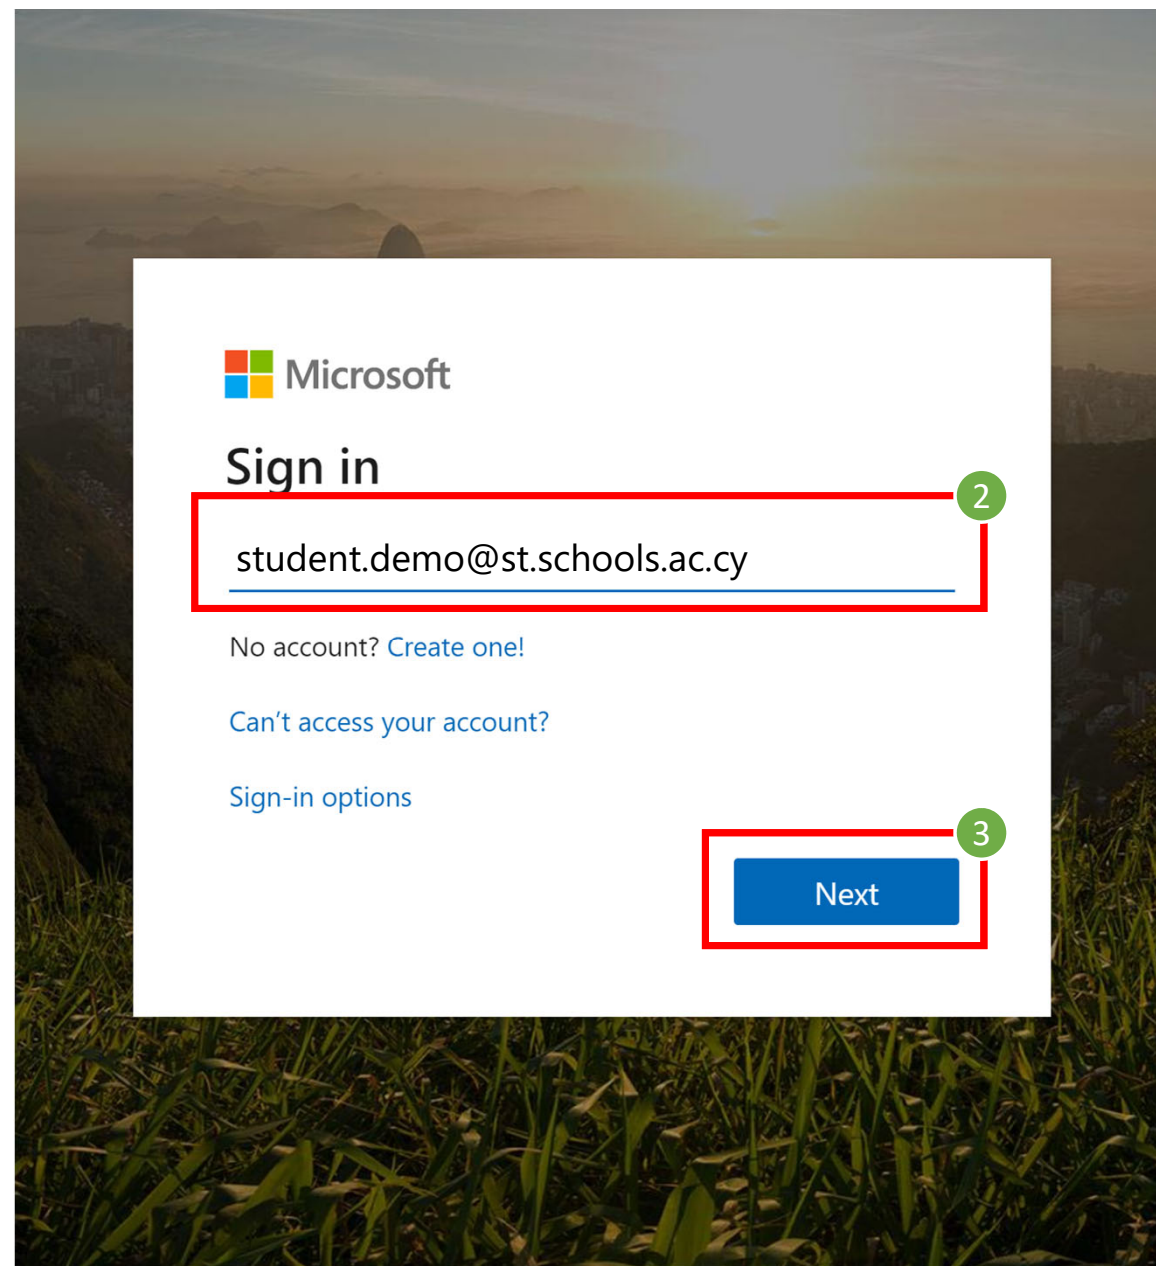 Microsoft
Sign in
2
student.demo@st.schools.ac.cy
No account? Create one!
Can't access your account?
Sign-in options
3
Next